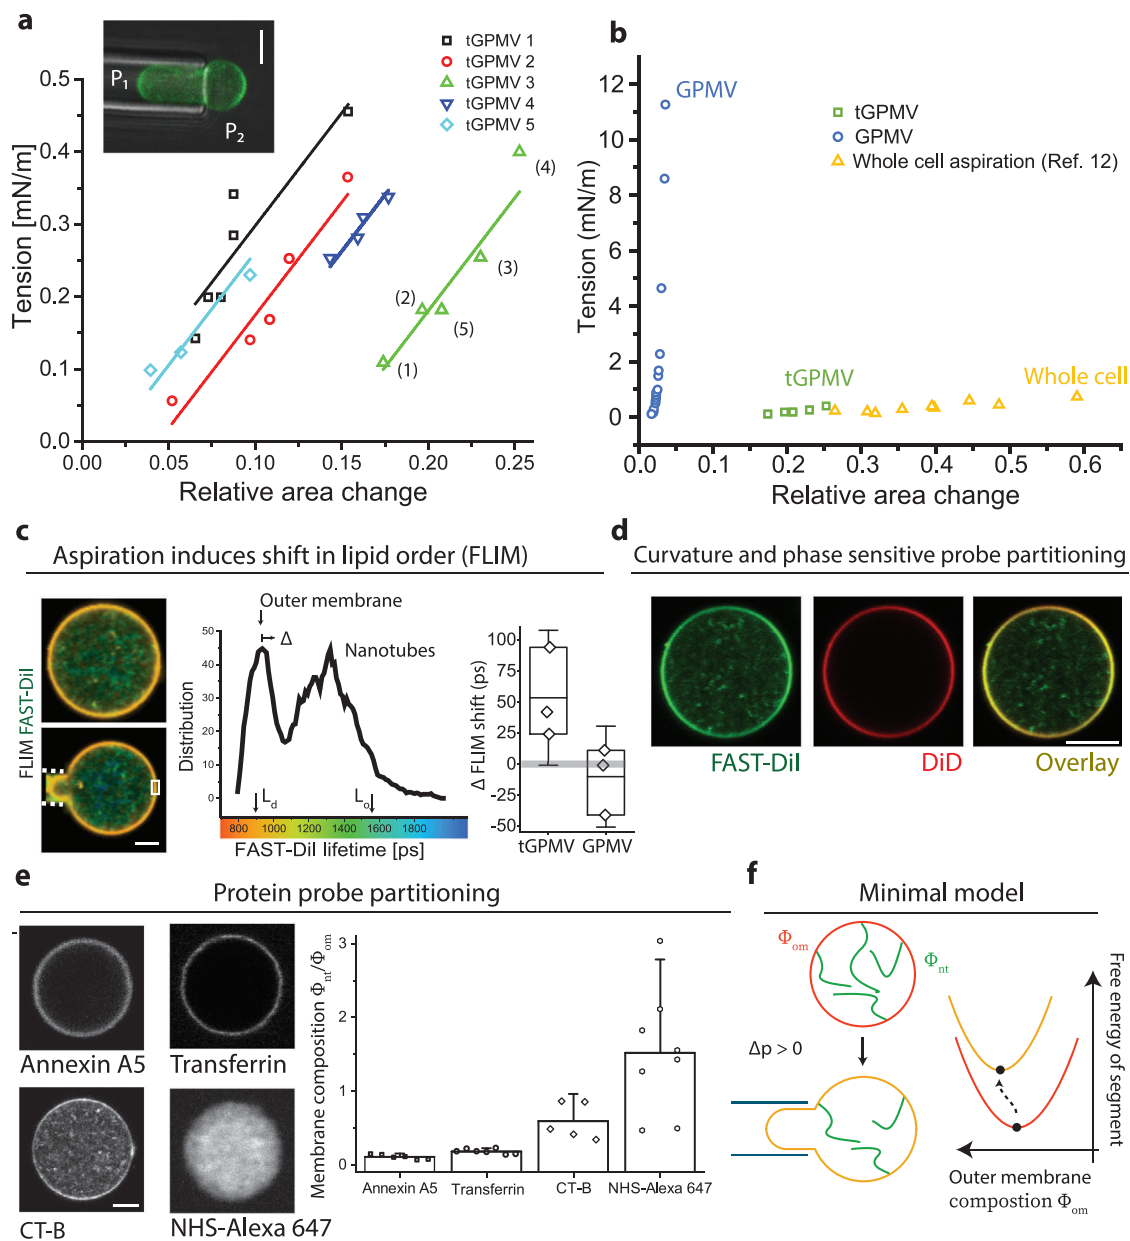 a
tGPMV 1
tGPMV 2
tGPMV 3
tGPMV 4
tGPMV 5
P1
P2
(1)
(2)
(3)
(4)
(5)
Tension [mN/m]
0.5
0.4
0.3
0.2
0.1
0.0
0.00 0.05 0.10 0.15 0.20 0.25
Relative area change
b
GPMV
tGPMV
GPMV
Whole cell aspiration (Ref. 12)
tGPMV
Whole cell
Tension (mN/m)
12
10
8
6
4
2
0
0.0 0.1 0.2 0.3 0.4 0.5 0.6
Relative area change
c
Aspiration induces shift in lipid order (FLIM)
FLIM FAST-DiI
Outer membrane
Δ
Nanotubes
Distribution
50
40
30
20
10
0
Ld
Lo
800 1000 1200 1400 1600 1800
FAST-DiI lifetime [ps]
Δ FLIM shift (ps)
100
50
0
-25
-50
tGPMV GPMV
d
Curvature and phase sensitive probe partitioning
FAST-DiI
DiD
Overlay
e
Protein probe partitioning
Annexin A5
Transferrin
CT-B
NHS-Alexa 647
Membrane composition Φnt/Φom
3
2
1
0
Annexin A5 Transferrin CT-B NHS-Alexa 647
f
Minimal model
Φom
Φnt
Δp > 0
Free energy of
segment
Outer membrane
compostion Φom